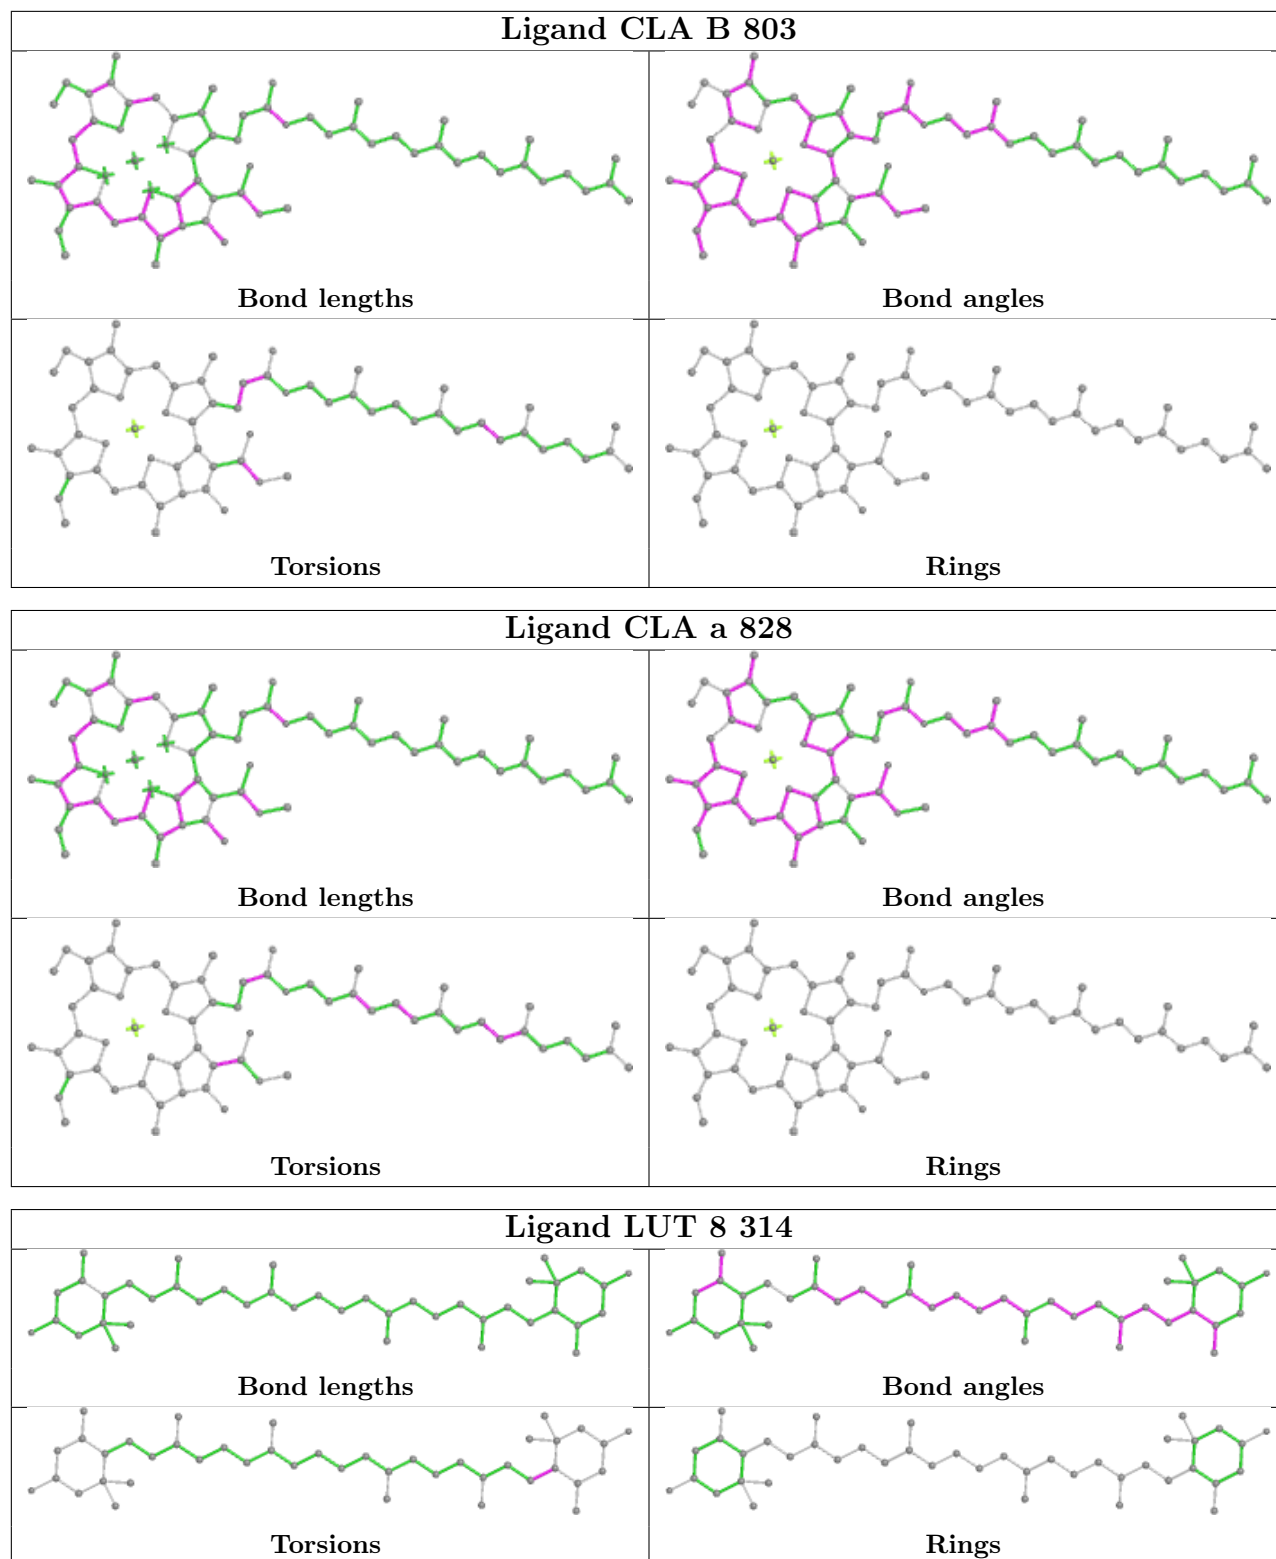 Ligand CLA B 803
Bond lengths
Bond angles
Torsions
Rings
Ligand CLA a 828
Bond lengths
Bond angles
Torsions
Rings
Ligand LUT 8 314
Bond lengths
Bond angles
Torsions
Rings